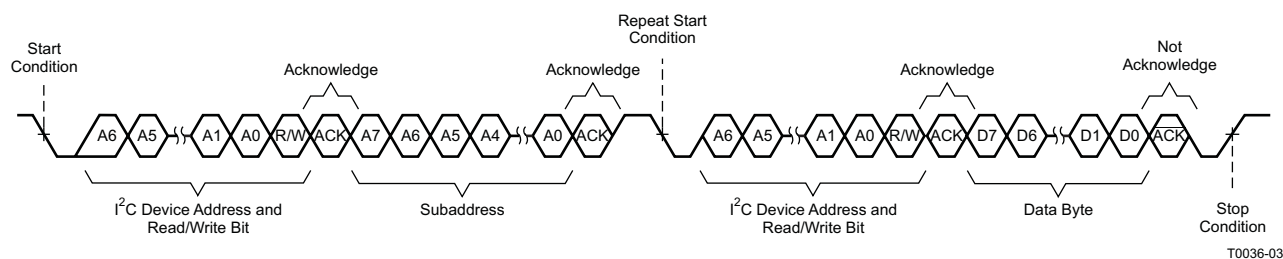 Start
Condition
Acknowledge
Acknowledge
Repeat Start
Condition
Acknowledge
Not
Acknowledge
A6 A5 A1 A0 R/W ACK A7 A6 A5 A4 A0 ACK A6 A5 A1 A0 R/W ACK D7 D6 D1 D0 ACK
I²C Device Address and
Read/Write Bit
Subaddress
I²C Device Address and
Read/Write Bit
Data Byte
Stop
Condition
T0036-03